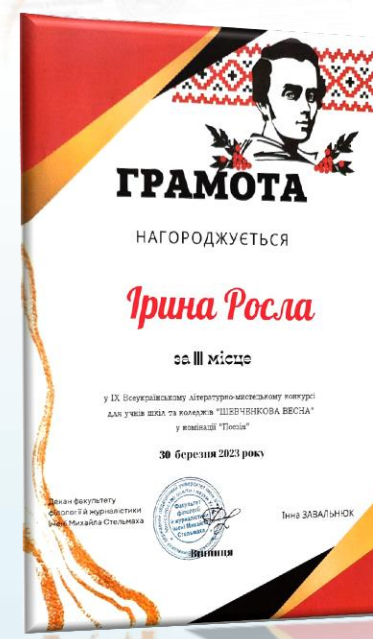 ГРАМОТА
НАГОРОДЖУЄТЬСЯ
Ірина Росла
за III місце
у IX Всеукраїнському літературно-мистецькому конкурсі
для учнів шкіл та коледжів "ШЕВЧЕНКОВА ВЕСНА"
у номінації "Поезія"
30 березня 2023 року
Декан факультету
філології й журналістики
імені Михайла Стельмаха
Інна ЗАВАЛЬНЮК
Вінниця